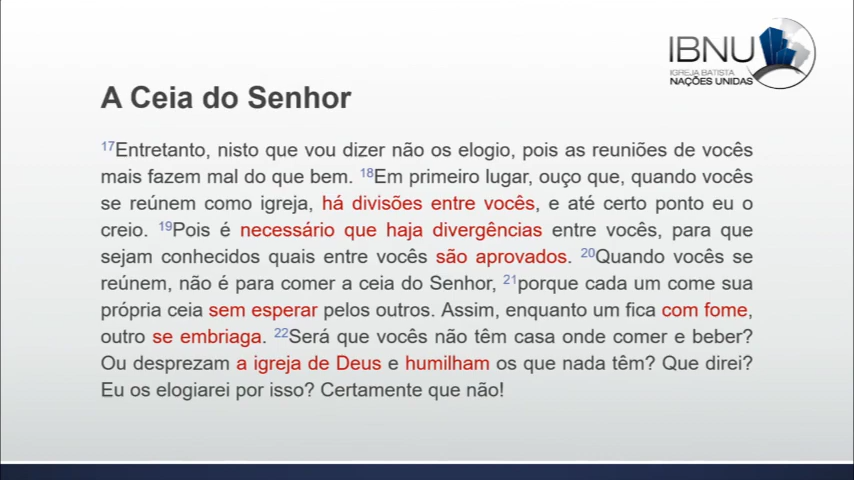 IBNU
IGREJA BATISTA
NAÇÕES UNIDAS
A Ceia do Senhor
17Entretanto, nisto que vou dizer não os elogio, pois as reuniões de vocês
mais fazem mal do que bem. 18Em primeiro lugar, ouço que, quando vocês
se reúnem como igreja, há divisões entre vocês, e até certo ponto eu o
creio. 19Pois é necessário que haja divergências entre vocês, para que
sejam conhecidos quais entre vocês são aprovados. 20Quando vocês se
reúnem, não é para comer a ceia do Senhor, 21porque cada um come sua
própria ceia sem esperar pelos outros. Assim, enquanto um fica com fome,
outro se embriaga. 22Será que vocês não têm casa onde comer e beber?
Ou desprezam a igreja de Deus e humilham os que nada têm? Que direi?
Eu os elogiarei por isso? Certamente que não!